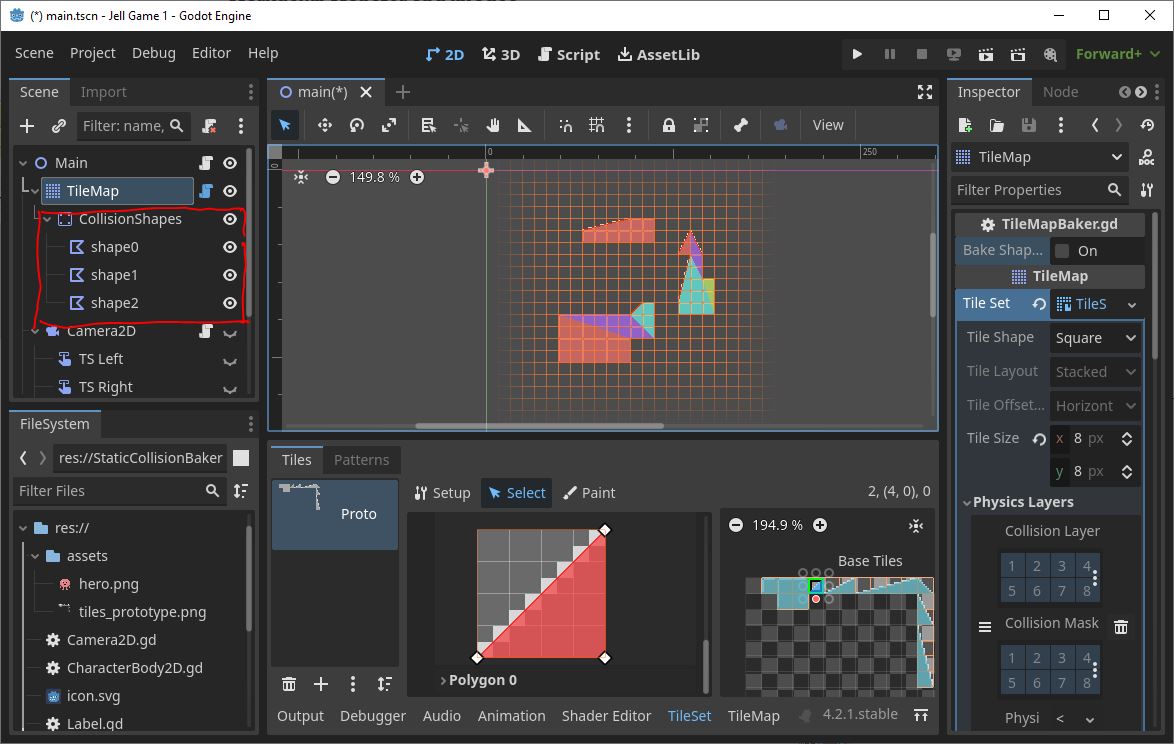 (*) main.tscn - Jell Game 1 - Godot Engine
Scene Project Debug Editor Help
2D 3D Script AssetLib
Forward+
Scene Import
Filter: name,
Main
TileMap
CollisionShapes
shape0
shape1
shape2
Camera2D
TS Left
TS Right
FileSystem
res://StaticCollisionBaker
Filter Files
res://
assets
hero.png
tiles_prototype.png
Camera2D.gd
CharacterBody2D.gd
icon.svg
Label.gd
main(*)
View
0 250
0
149.8 %
Tiles Patterns
Proto
Setup Select Paint
2, (4, 0), 0
Polygon 0
194.9 %
Base Tiles
Output Debugger Audio Animation Shader Editor TileSet TileMap 4.2.1.stable
Inspector Node
TileMap
Filter Properties
TileMapBaker.gd
Bake Shap... On
TileMap
Tile Set TileS
Tile Shape Square
Tile Layout Stacked
Tile Offset... Horizont
Tile Size x 8 px
y 8 px
Physics Layers
Collision Layer
1 2 3 4
5 6 7 8
Collision Mask
1 2 3 4
5 6 7 8
Physi <